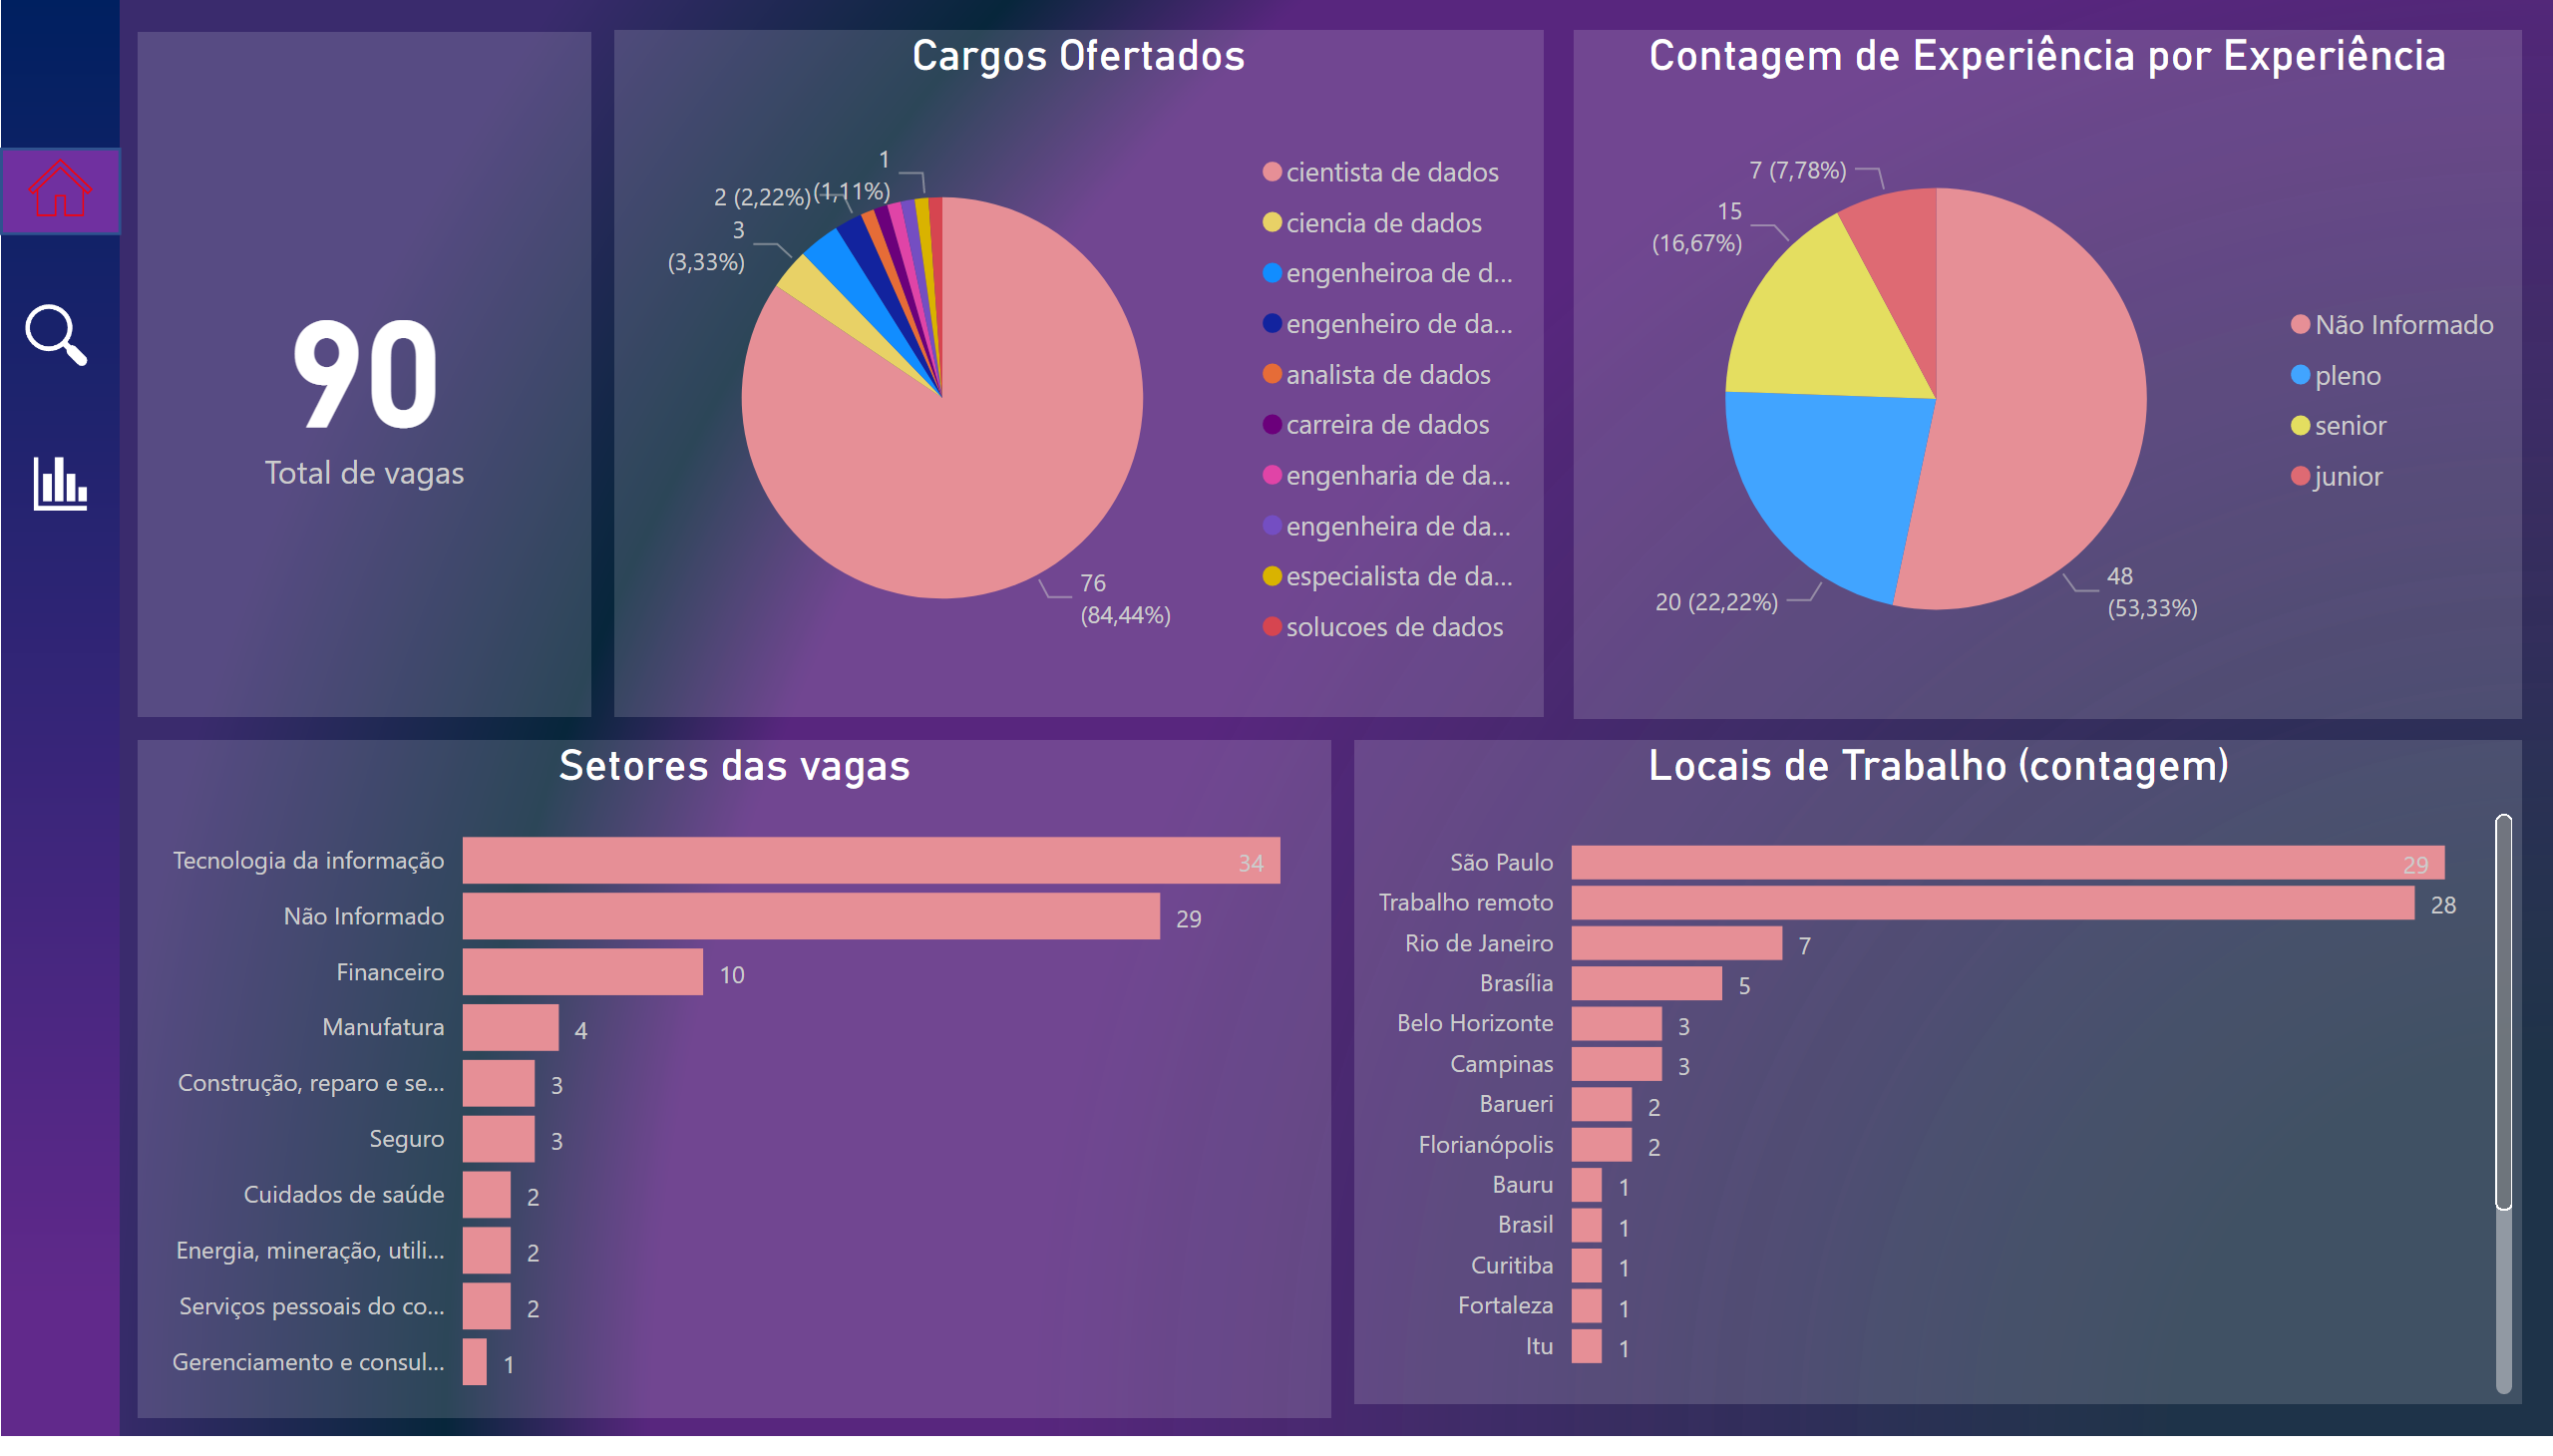 90
Total de vagas
Cargos Ofertados
1
(1,11%)
2 (2,22%)
3
(3,33%)
76
(84,44%)
cientista de dados
ciencia de dados
engenheiroa de d...
engenheiro de da...
analista de dados
carreira de dados
engenharia de da...
engenheira de da...
especialista de da...
solucoes de dados
Contagem de Experiência por Experiência
7 (7,78%)
15
(16,67%)
20 (22,22%)
48
(53,33%)
Não Informado
pleno
senior
junior
Setores das vagas
Tecnologia da informação 34
Não Informado 29
Financeiro 10
Manufatura 4
Construção, reparo e se... 3
Seguro 3
Cuidados de saúde 2
Energia, mineração, utili... 2
Serviços pessoais do co... 2
Gerenciamento e consul... 1
Locais de Trabalho (contagem)
São Paulo 29
Trabalho remoto 28
Rio de Janeiro 7
Brasília 5
Belo Horizonte 3
Campinas 3
Barueri 2
Florianópolis 2
Bauru 1
Brasil 1
Curitiba 1
Fortaleza 1
Itu 1